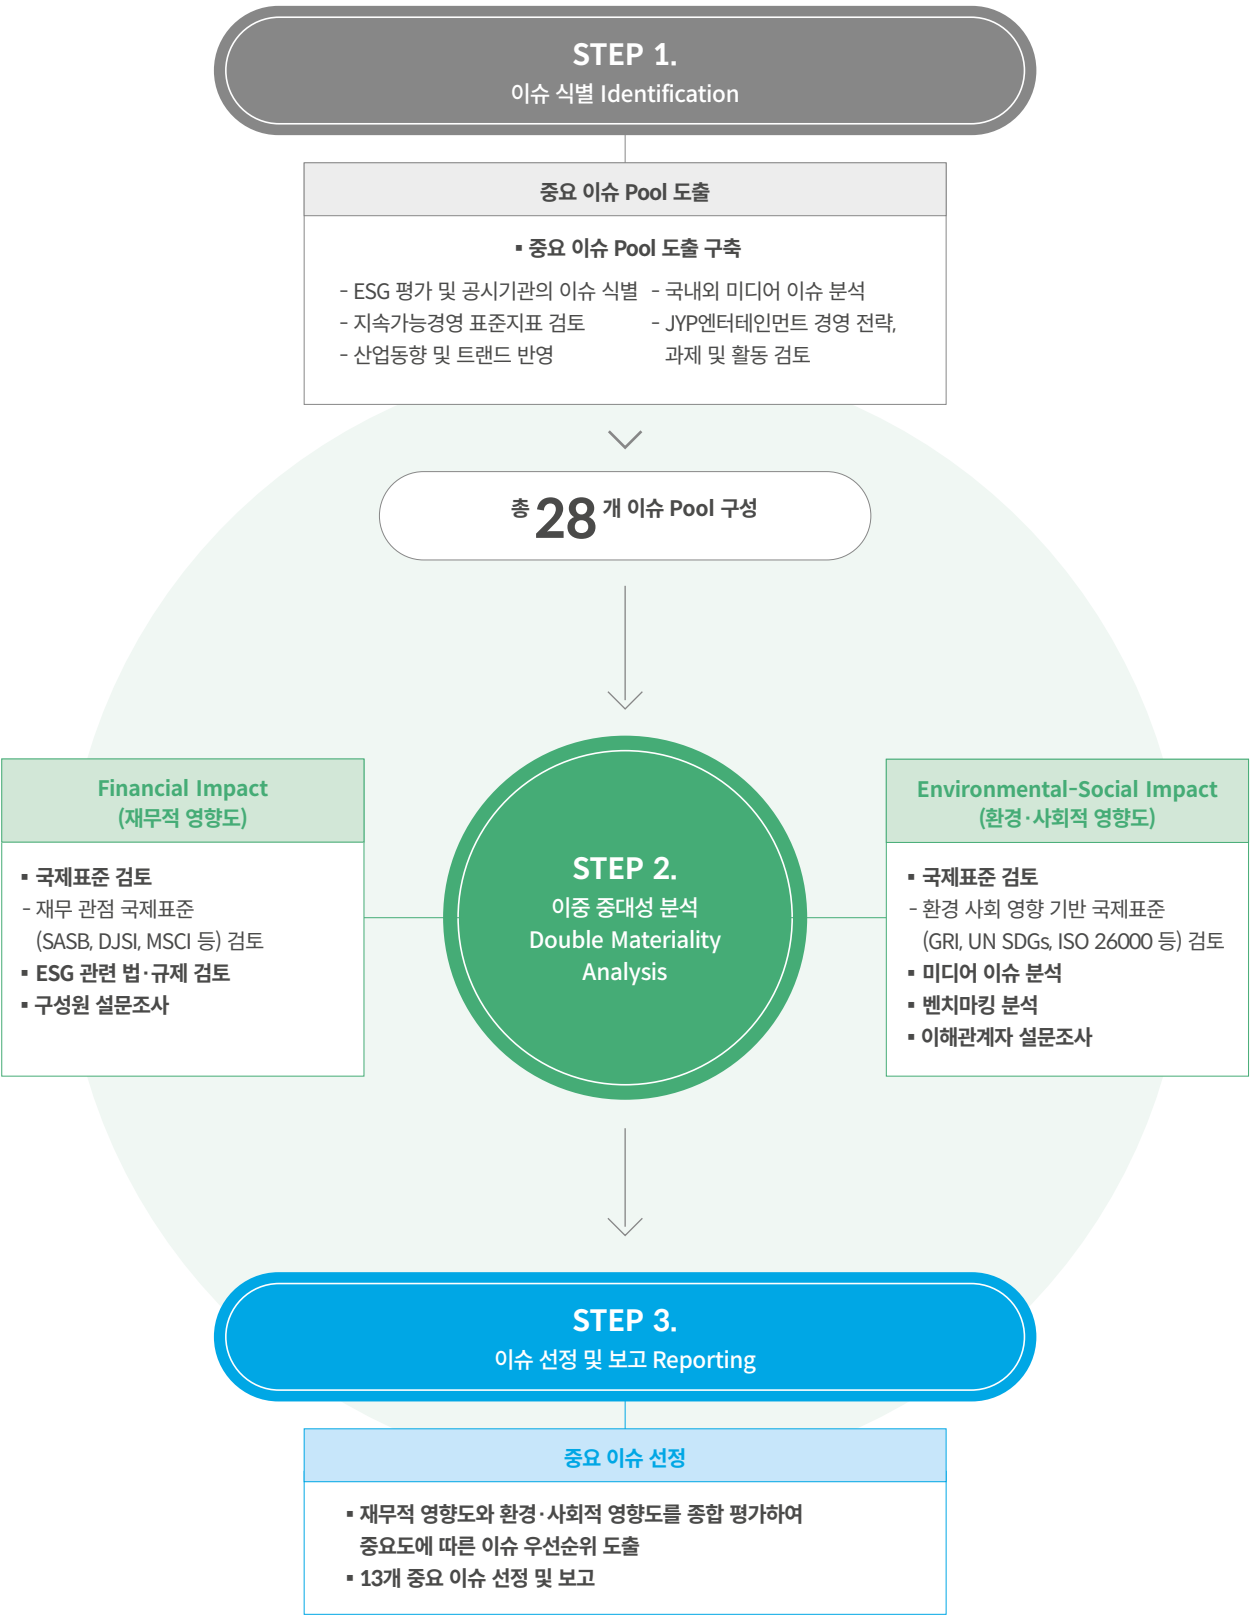 STEP 1.
이슈 식별 Identification
중요 이슈 Pool 도출
▪ 중요 이슈 Pool 도출 구축
- ESG 평가 및 공시기관의 이슈 식별
- 지속가능경영 표준지표 검토
- 산업동향 및 트랜드 반영
- 국내외 미디어 이슈 분석
- JYP엔터테인먼트 경영 전략,
과제 및 활동 검토
총 28 개 이슈 Pool 구성
Financial Impact
(재무적 영향도)
▪ 국제표준 검토
- 재무 관점 국제표준
(SASB, DJSI, MSCI 등) 검토
▪ ESG 관련 법·규제 검토
▪ 구성원 설문조사
STEP 2.
이중 중대성 분석
Double Materiality
Analysis
Environmental-Social Impact
(환경·사회적 영향도)
▪ 국제표준 검토
- 환경 사회 영향 기반 국제표준
(GRI, UN SDGs, ISO 26000 등) 검토
▪ 미디어 이슈 분석
▪ 벤치마킹 분석
▪ 이해관계자 설문조사
STEP 3.
이슈 선정 및 보고 Reporting
중요 이슈 선정
▪ 재무적 영향도와 환경·사회적 영향도를 종합 평가하여
중요도에 따른 이슈 우선순위 도출
▪ 13개 중요 이슈 선정 및 보고